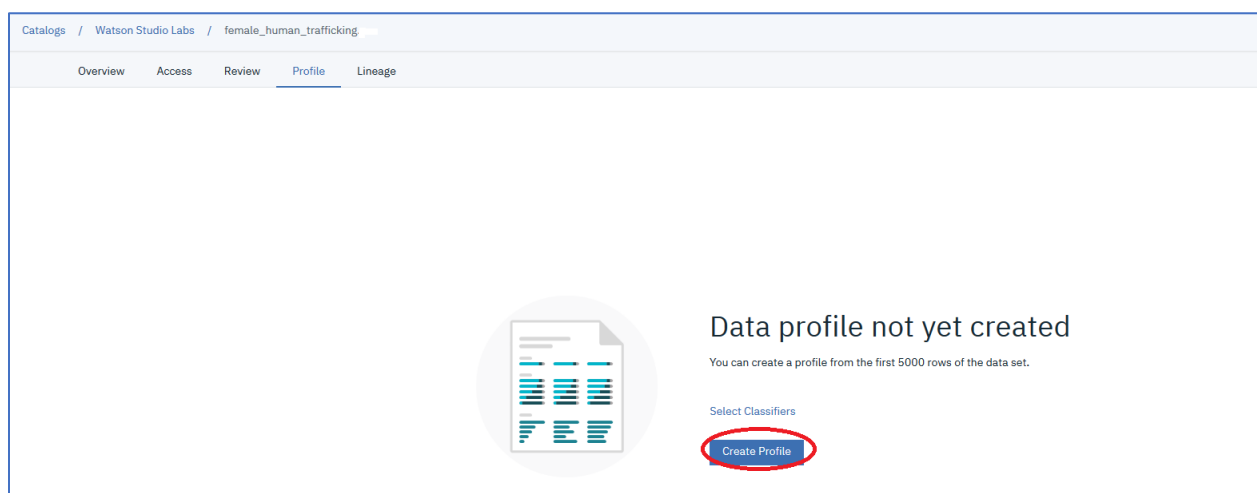 Catalogs / Watson Studio Labs / female_human_trafficking
Overview Access Review Profile Lineage
Data profile not yet created
You can create a profile from the first 5000 rows of the data set.
Select Classifiers
Create Profile